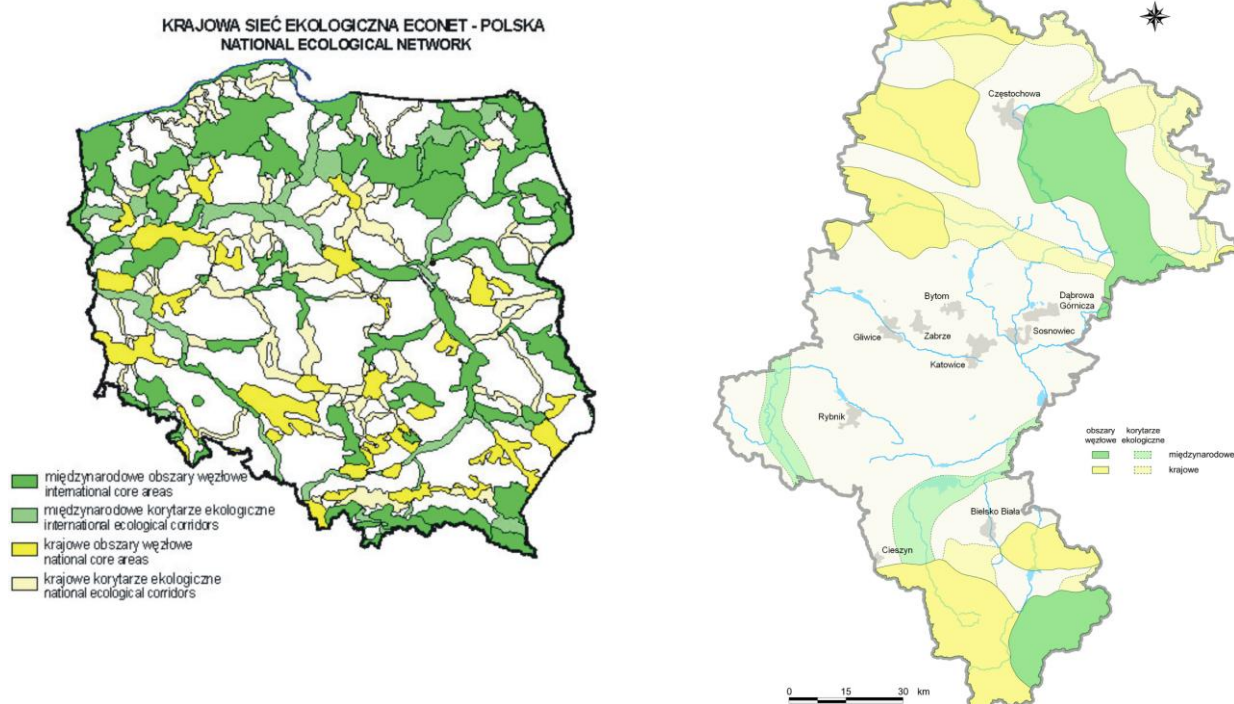 KRAJOWA SIEĆ EKOLOGICZNA ECONET - POLSKA
NATIONAL ECOLOGICAL NETWORK
międzynarodowe obszary węzłowe
international core areas
międzynarodowe korytarze ekologiczne
international ecological corridors
krajowe obszary węzłowe
national core areas
krajowe korytarze ekologiczne
national ecological corridors
Częstochowa
Bytom
Dąbrowa
Górnicza
Gliwice
Zabrze
Sosnowiec
Katowice
Rybnik
obszary korytarze
węzłowe ekologiczne
międzynarodowe
krajowe
Bielsko Biała
Cieszyn
0 15 30 km